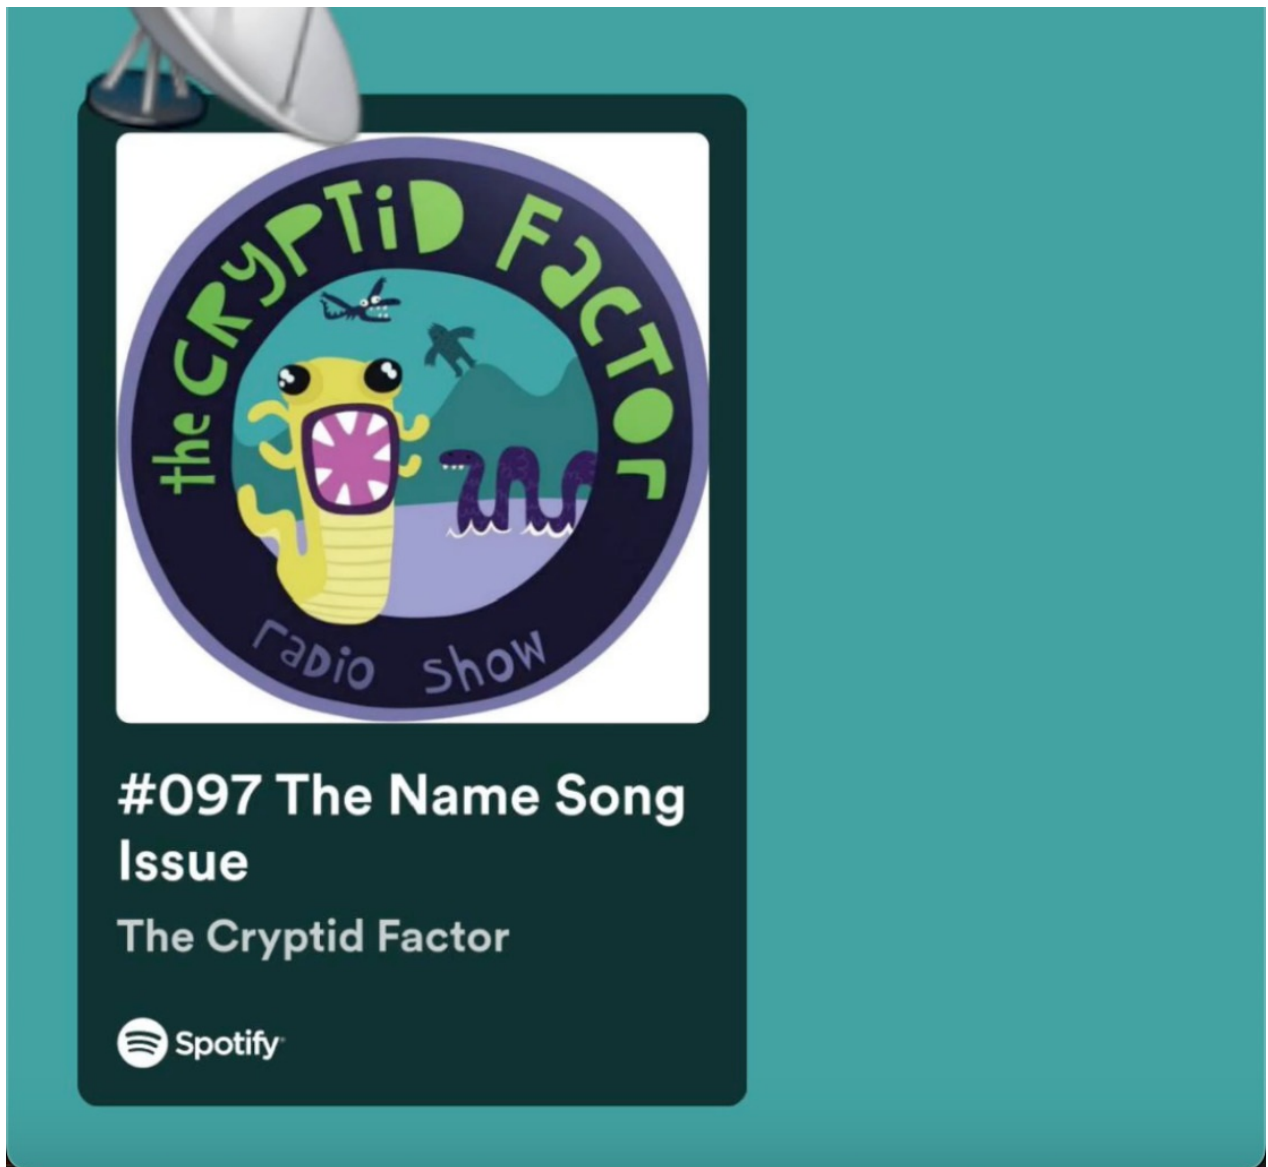 the CRYPTiD FacTor
radio show
#097 The Name Song
Issue
The Cryptid Factor
Spotify